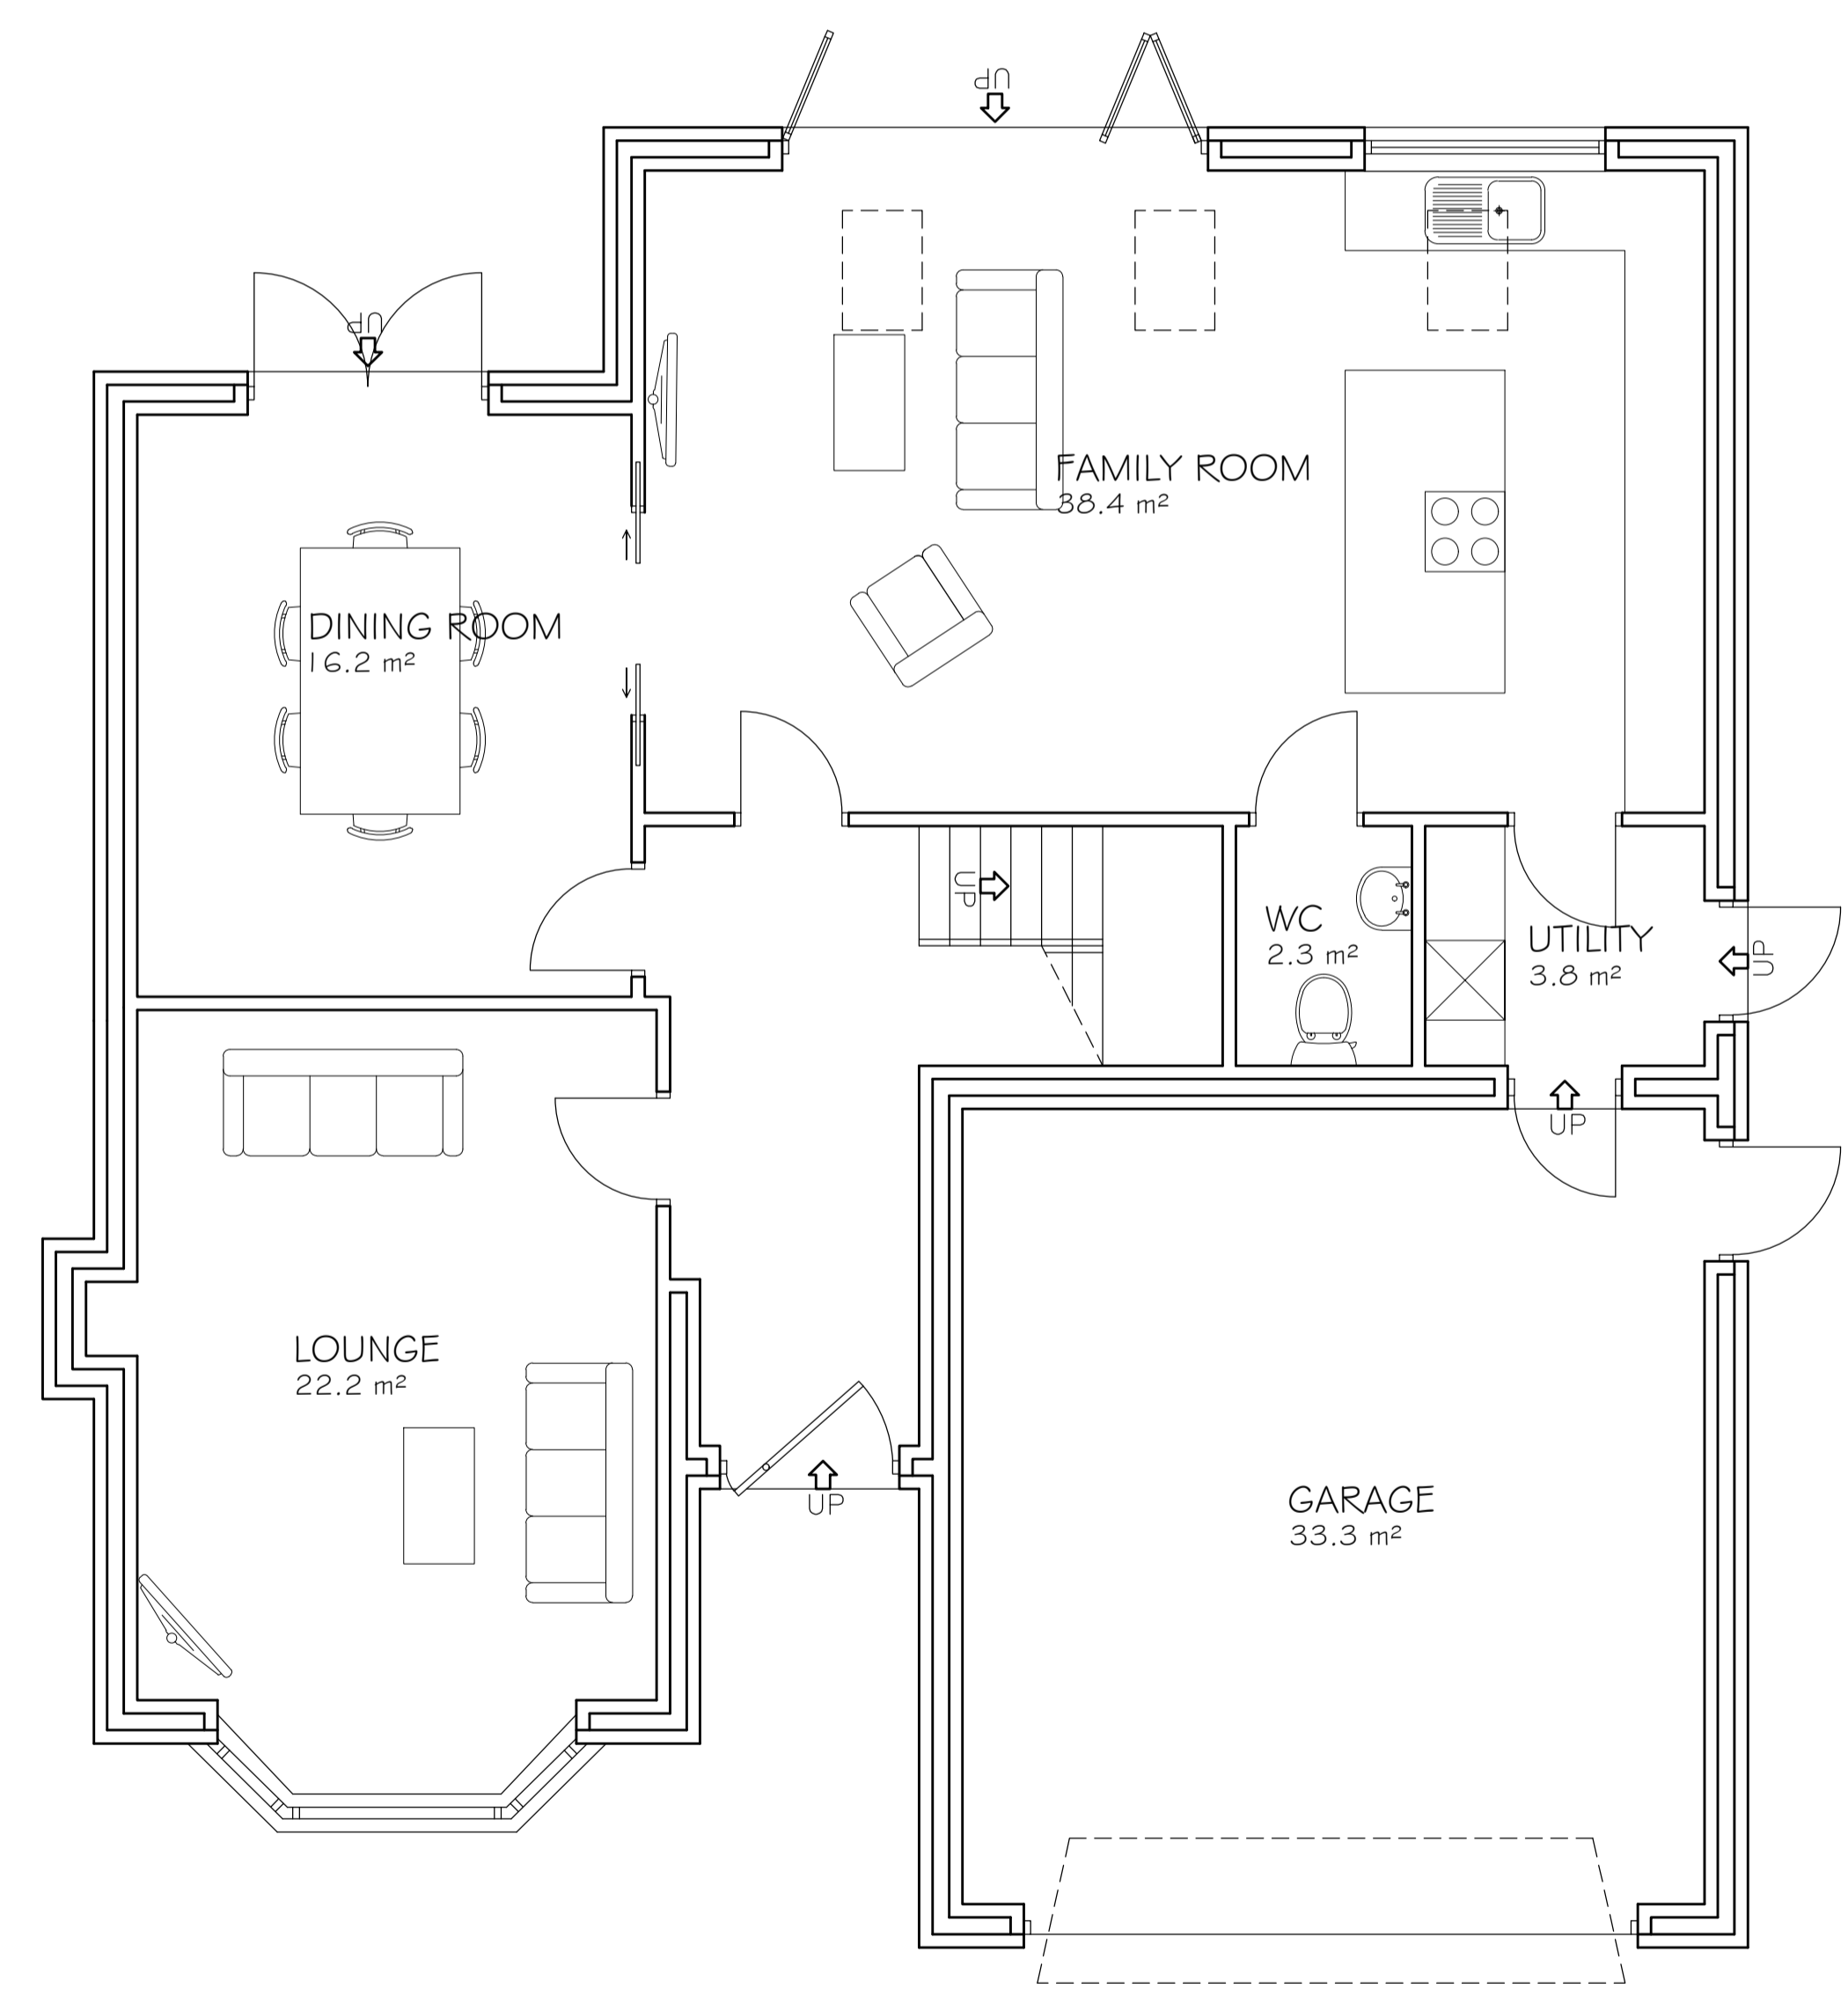 UP
UP
FAMILY ROOM
38.4 m²
DINING ROOM
16.2 m²
UP
WC
2.3 m²
UTILITY
3.8 m²
UP
UP
LOUNGE
22.2 m²
GARAGE
33.3 m²
UP